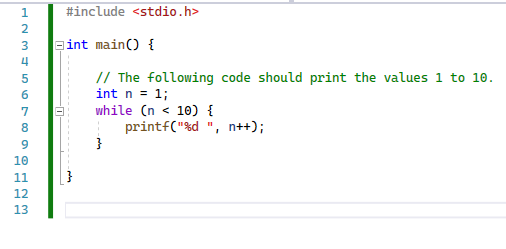 1 #include <stdio.h>
2
3 int main() {
4
5 // The following code should print the values 1 to 10.
6 int n = 1;
7 while (n < 10) {
8 printf("%d ", n++);
9 }
10
11 }
12
13